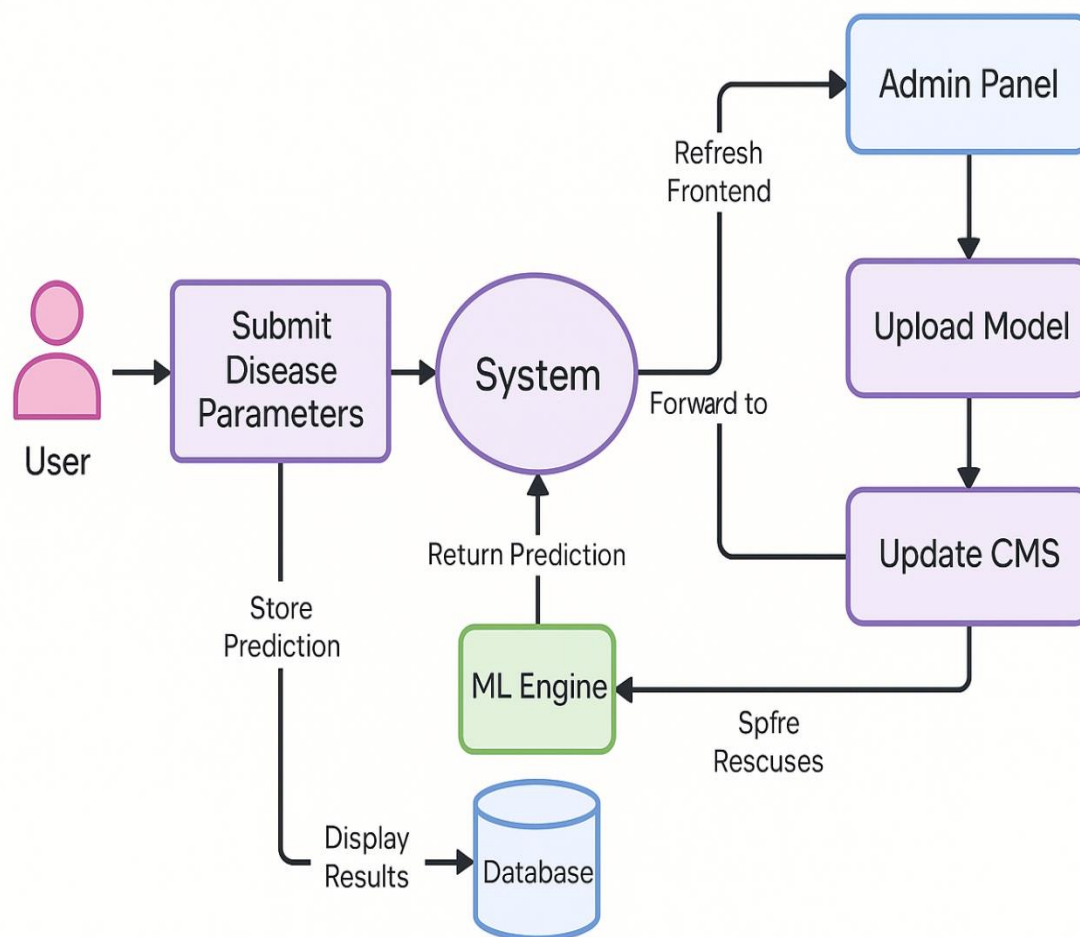 Admin Panel
Refresh
Frontend
Upload Model
Submit
Disease
Parameters
System
Forward to
User
Update CMS
Return Prediction
Store
Prediction
ML Engine
Spfre
Rescuses
Display
Results
Database